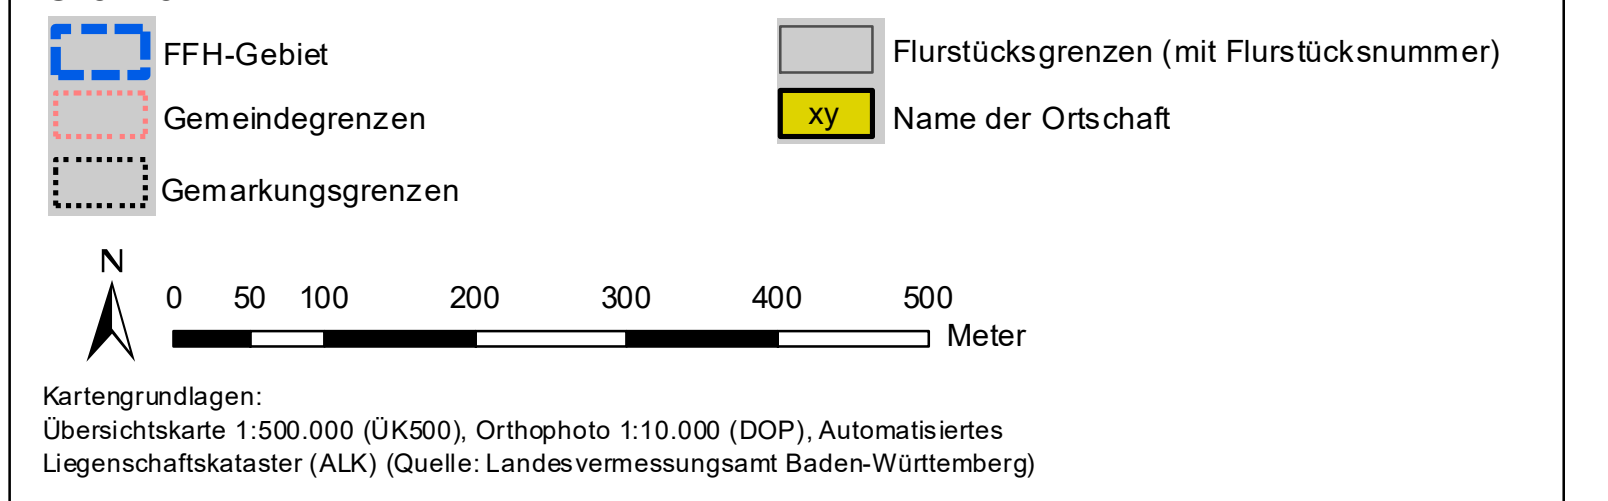 FFH-Gebiet
Gemeindegrenzen
Gemarkungsgrenzen
Flurstücksgrenzen (mit Flurstücksnummer)
xy Name der Ortschaft
N
0 50 100 200 300 400 500
Meter
Kartengrundlagen:
Übersichtskarte 1:500.000 (ÜK500), Orthophoto 1:10.000 (DOP), Automatisiertes
Liegenschaftskataster (ALK) (Quelle: Landesvermessungsamt Baden-Württemberg)